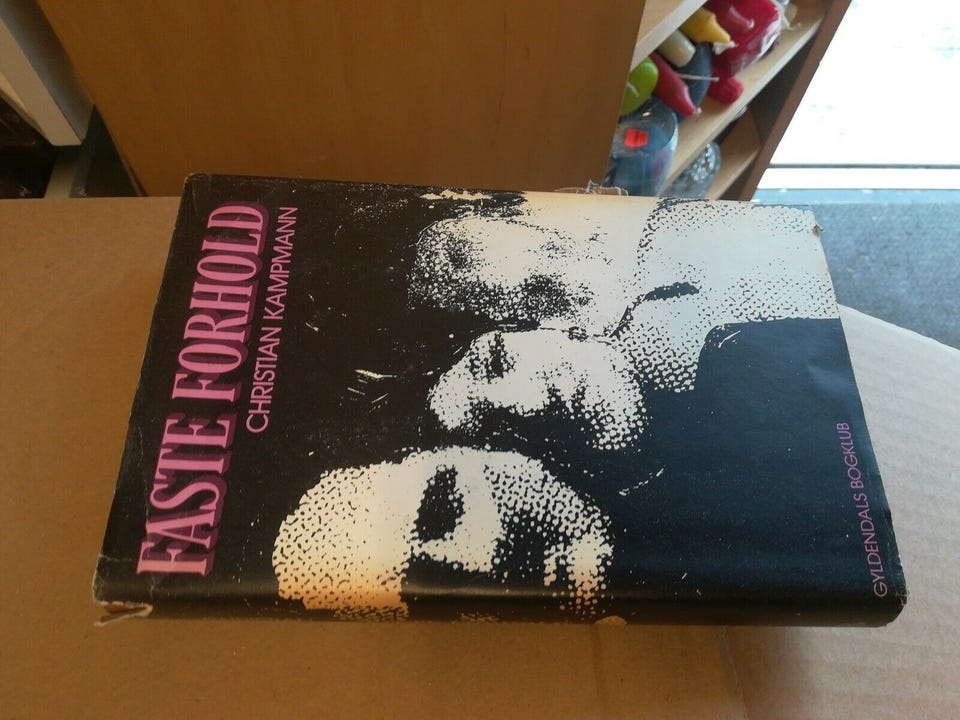 FASTE FORHOLD
CHRISTIAN KAMPMANN
GYLDENDALS BOGKLUB